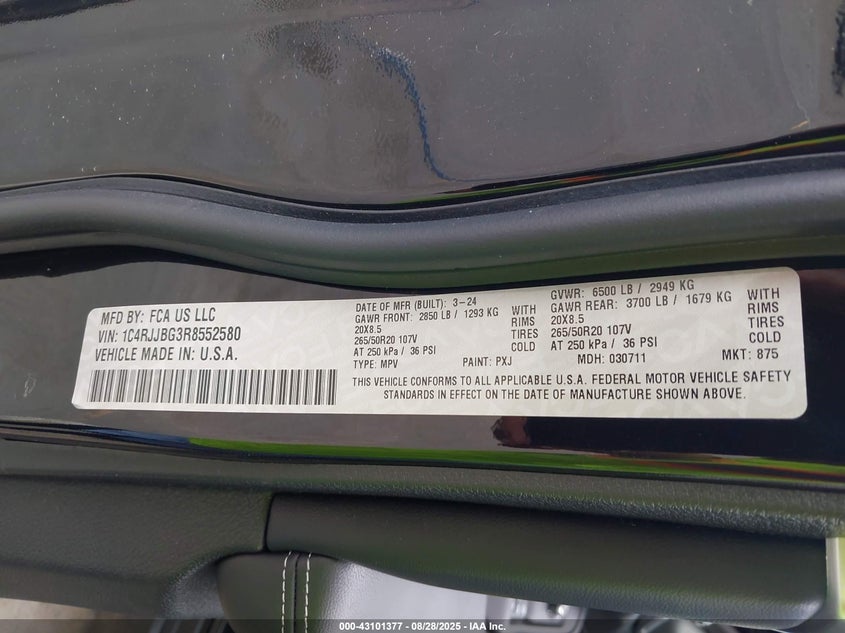 MFD BY: FCA US LLC
VIN: 1C4RJJBG3R8552580
VEHICLE MADE IN: U.S.A.
DATE OF MFR (BUILT): 3-24
GAWR FRONT: 2850 LB / 1293 KG WITH
20X8.5 RIMS
265/50R20 107V TIRES
AT 250 kPa / 36 PSI COLD
TYPE: MPV PAINT: PXJ
GVWR: 6500 LB / 2949 KG
GAWR REAR: 3700 LB / 1679 KG WITH
20X8.5 RIMS
265/50R20 107V TIRES
AT 250 kPa / 36 PSI COLD
MDH: 030711 MKT: 875
THIS VEHICLE CONFORMS TO ALL APPLICABLE U.S.A. FEDERAL MOTOR VEHICLE SAFETY
STANDARDS IN EFFECT ON THE DATE OF MANUFACTURE SHOWN ABOVE.
000-43101377 - 08/28/2025 - IAA Inc.